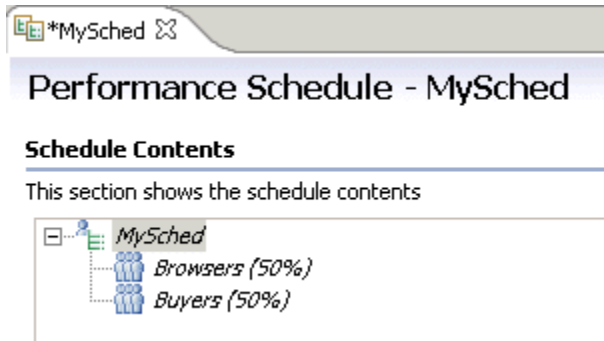 *MySched
Performance Schedule - MySched
Schedule Contents
This section shows the schedule contents
MySched
Browsers (50%)
Buyers (50%)